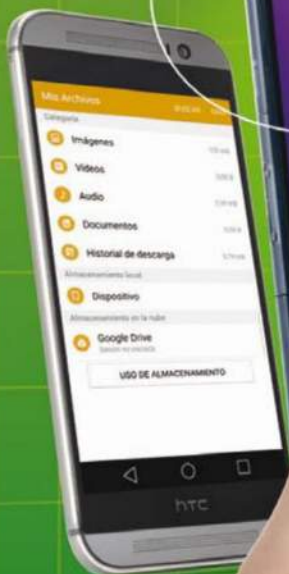 Mis Archivos
Categoría
Imágenes
Vídeos
Audio
Documentos
Historial de descarga
Almacenamiento local
Dispositivo
Almacenamiento en la nube
Google Drive
USO DE ALMACENAMIENTO
hTC